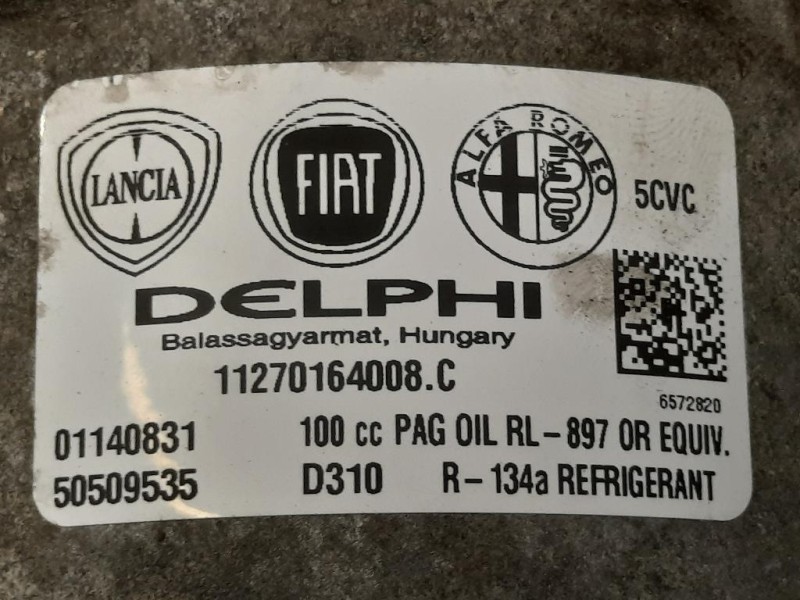 LANCIA
FIAT
ALFA ROMEO
5CVC
DELPHI
Balassagyarmat, Hungary
11270164008.C
6572820
01140831 100 cc PAG OIL RL-897 OR EQUIV.
50509535 D310 R-134a REFRIGERANT